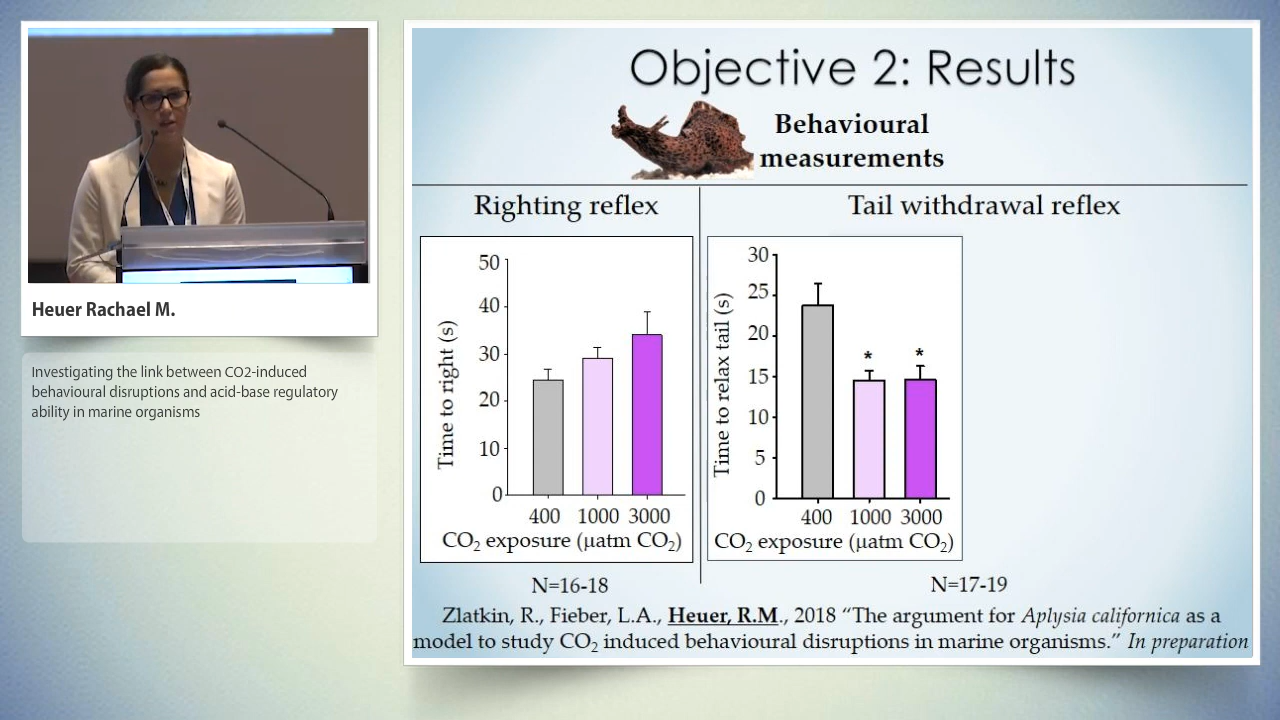 Objective 2: Results
Behavioural
measurements
Righting reflex
Tail withdrawal reflex
Time to right (s)
50
40
30
20
10
0
400 1000 3000
CO₂ exposure (µatm CO₂)
Time to relax tail (s)
30
25
20
15
10
5
0
* *
400 1000 3000
CO₂ exposure (µatm CO₂)
N=16-18
N=17-19
Zlatkin, R., Fieber, L.A., Heuer, R.M., 2018 “The argument for Aplysia californica as a
model to study CO₂ induced behavioural disruptions in marine organisms.” In preparation
Heuer Rachael M.
Investigating the link between CO2-induced
behavioural disruptions and acid-base regulatory
ability in marine organisms